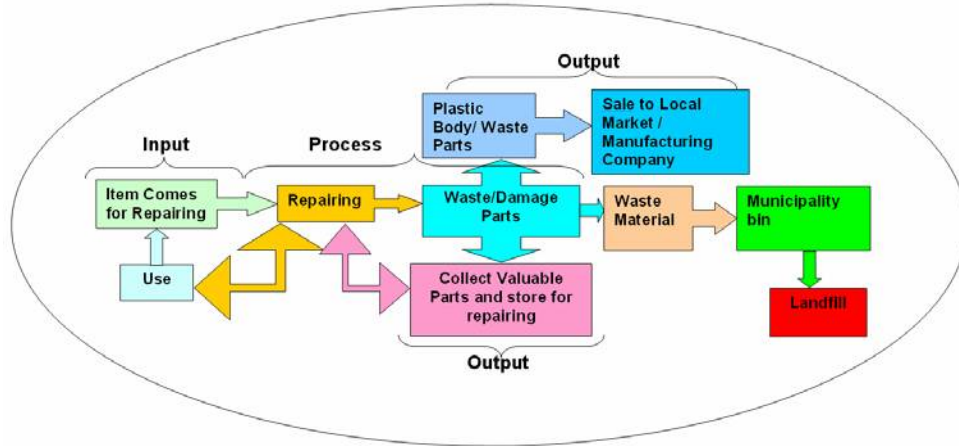 Output
Plastic
Body/ Waste
Parts
Sale to Local
Market /
Manufacturing
Company
Input
Process
Item Comes
for Repairing
Repairing
Waste/Damage
Parts
Waste
Material
Municipality
bin
Use
Collect Valuable
Parts and store for
repairing
Landfill
Output